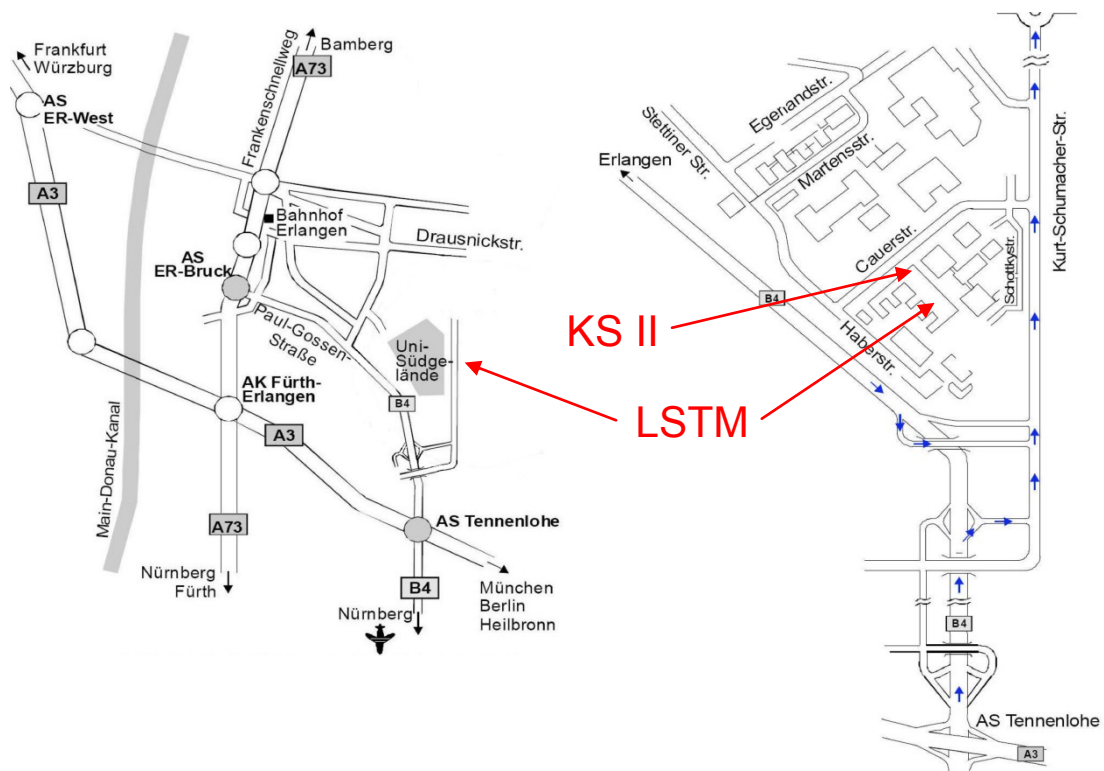 Frankfurt
Würzburg
AS
ER-West
A3
Main-Donau-Kanal
Frankenschnellweg
Bamberg
A73
Bahnhof
Erlangen
Drausnickstr.
AS
ER-Bruck
Paul-Gossen-
Straße
Uni-
Südge-
lände
B4
AK Fürth-
Erlangen
A3
A73
Nürnberg
Fürth
AS Tennenlohe
B4
Nürnberg
München
Berlin
Heilbronn
KS II
LSTM
Erlangen
Stettiner Str.
Egerlandstr.
Martensstr.
Cauerstr.
Schottkystr.
Kurt-Schumacher-Str.
B4
Haberstr.
B4
AS Tennenlohe
A3